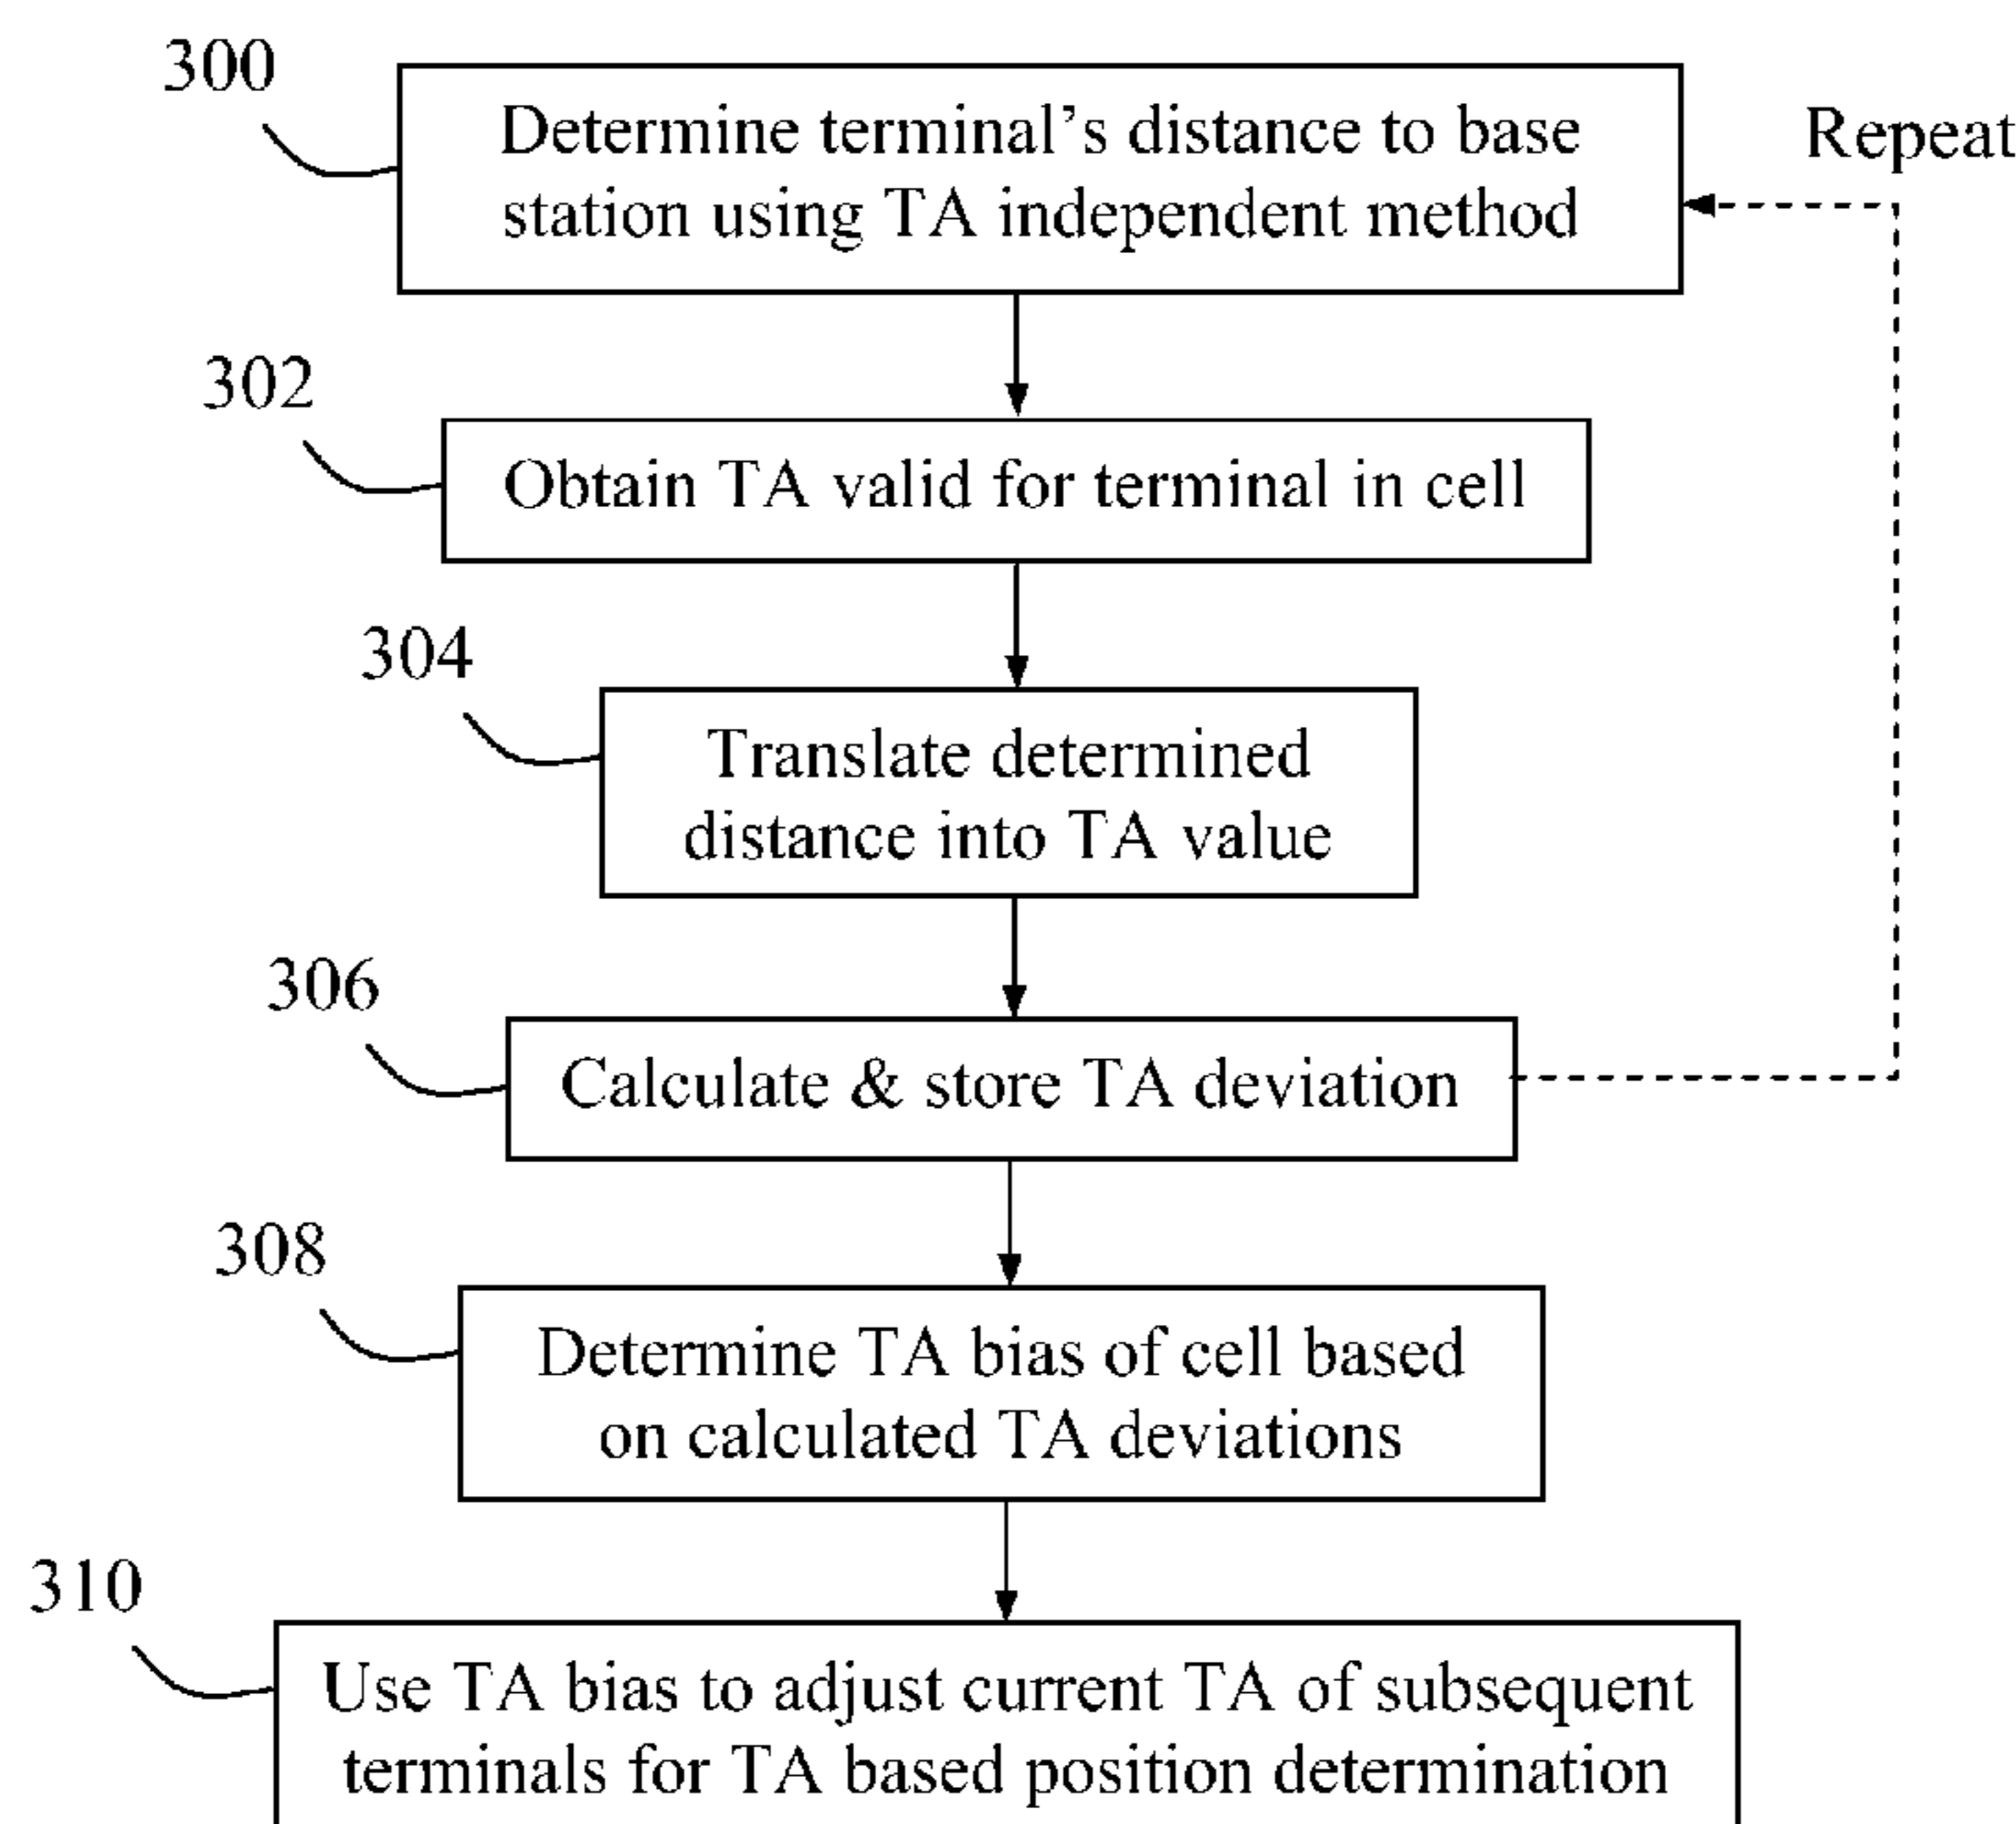 300
Determine terminal’s distance to base
station using TA independent method
Repeat
302
Obtain TA valid for terminal in cell
304
Translate determined
distance into TA value
306
Calculate & store TA deviation
308
Determine TA bias of cell based
on calculated TA deviations
310
Use TA bias to adjust current TA of subsequent
terminals for TA based position determination